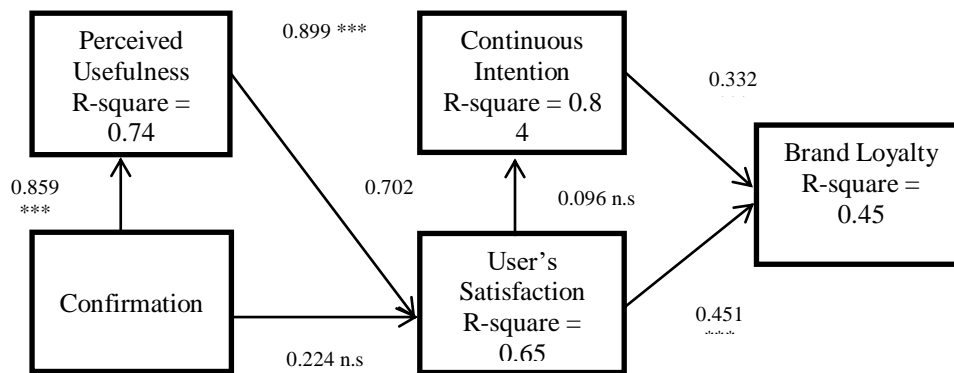 Perceived
Usefulness
R-square =
0.74
0.899 ***
Continuous
Intention
R-square = 0.8
4
0.332
Brand Loyalty
R-square =
0.45
0.859
***
0.702
0.096 n.s
Confirmation
User's
Satisfaction
R-square =
0.65
0.224 n.s
0.451
***